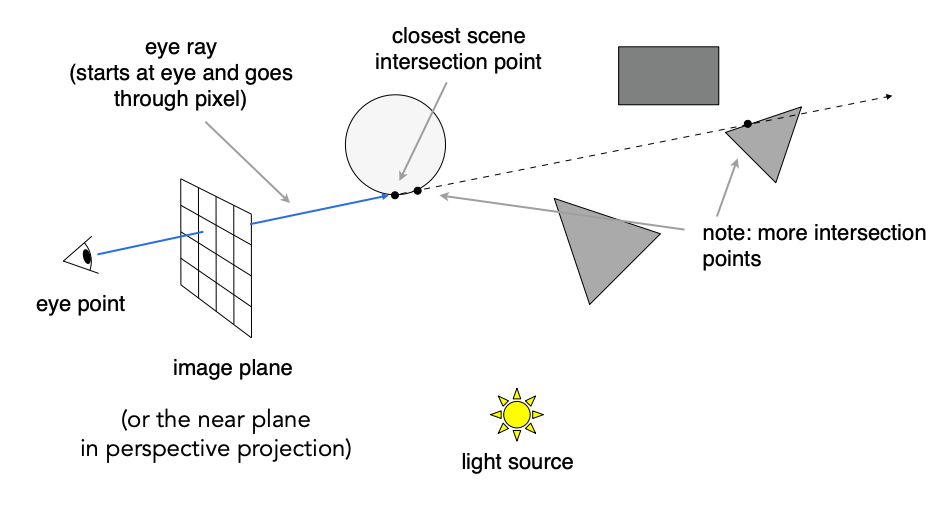 eye ray
(starts at eye and goes
through pixel)
closest scene
intersection point
note: more intersection
points
eye point
image plane
(or the near plane
in perspective projection)
light source